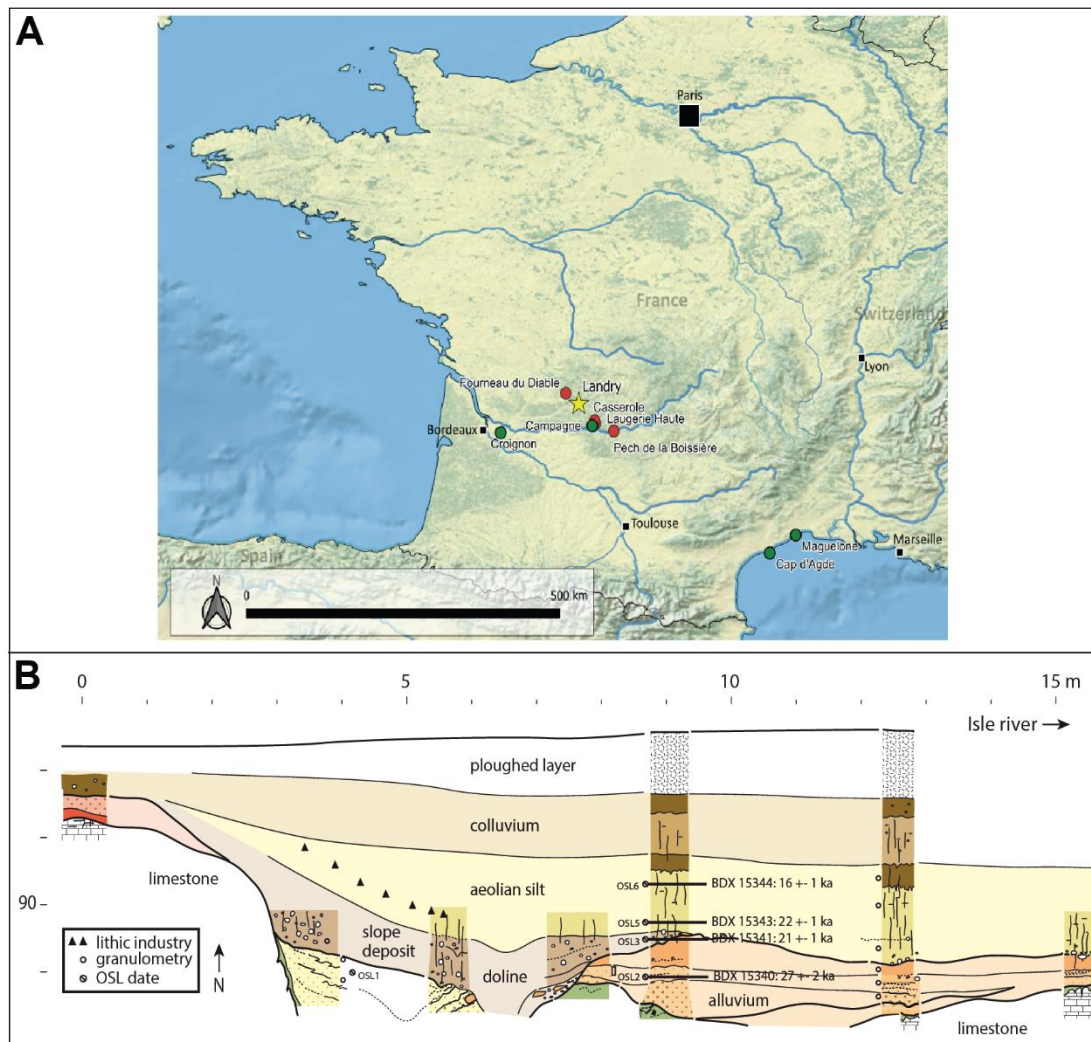 A
Paris
France
Switzerland
Lyon
Fourneau du Diable
Landry
Casserole
Laugerie Haute
Campagne
Bordeaux
Croignon
Pech de la Boissière
Toulouse
Maguelone
Marseille
Cap d'Agde
Spain
N
0
500 km
B
0
5
10
15 m
Isle river
ploughed layer
colluvium
limestone
aeolian silt
OSL6
BDX 15344: 16 +- 1 ka
90
OSL5
BDX 15343: 22 +- 1 ka
slope
deposit
OSL3
BDX 15341: 21 +- 1 ka
lithic industry
granulometry
OSL date
N
OSL1
doline
OSL2
BDX 15340: 27 +- 2 ka
alluvium
limestone